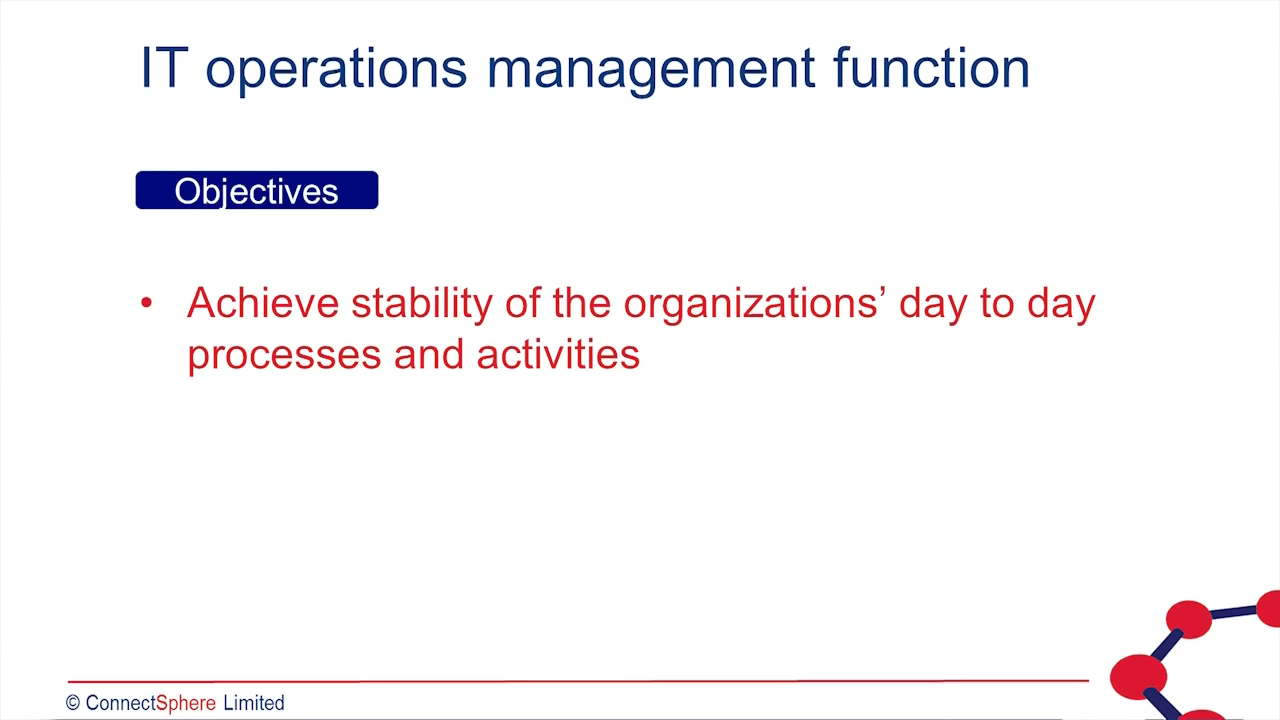 IT operations management function
Objectives
• Achieve stability of the organizations’ day to day
processes and activities
© ConnectSphere Limited